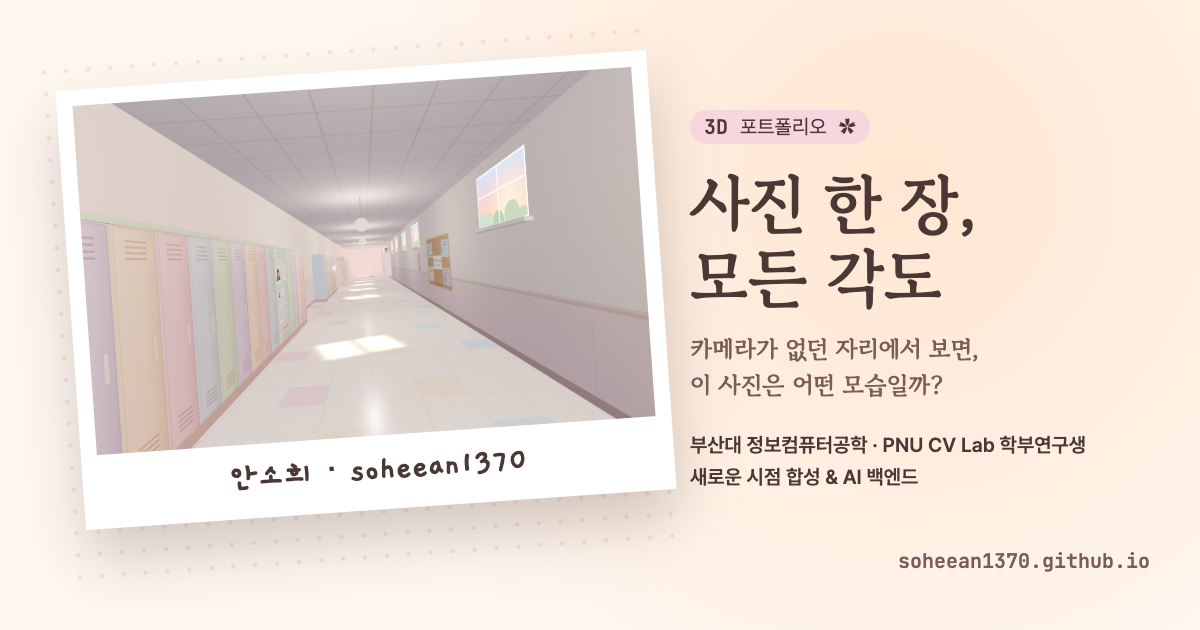 3D 포트폴리오 ✲
사진 한 장,
모든 각도
카메라가 없던 자리에서 보면,
이 사진은 어떤 모습일까?
부산대 정보컴퓨터공학 · PNU CV Lab 학부연구생
새로운 시점 합성 & AI 백엔드
안소희 · soheean1370
soheean1370.github.io